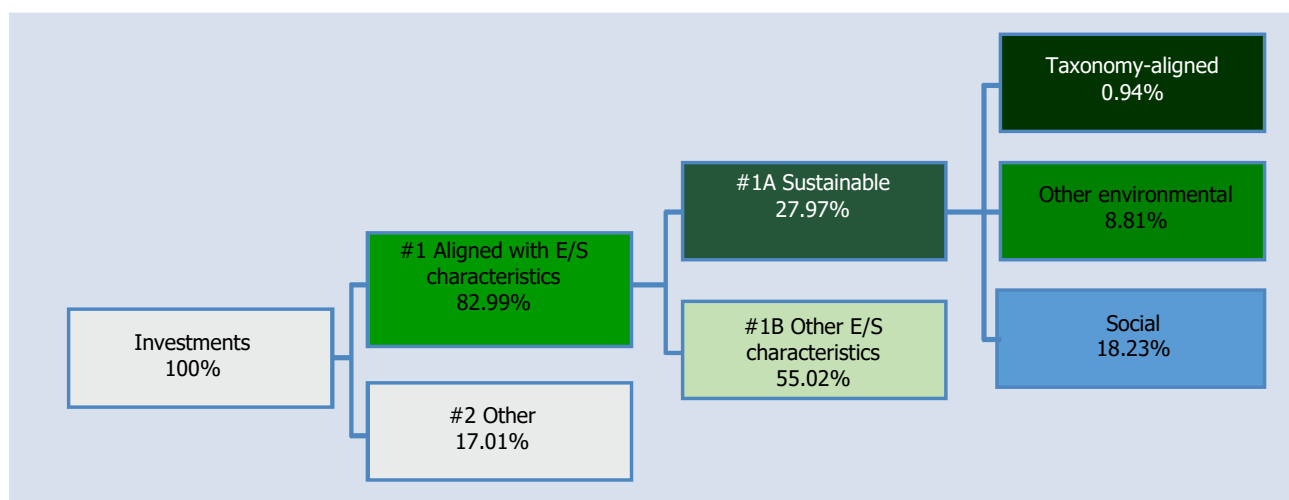 Investments
100%
#1 Aligned with E/S
characteristics
82.99%
#2 Other
17.01%
#1A Sustainable
27.97%
#1B Other E/S
characteristics
55.02%
Taxonomy-aligned
0.94%
Other environmental
8.81%
Social
18.23%